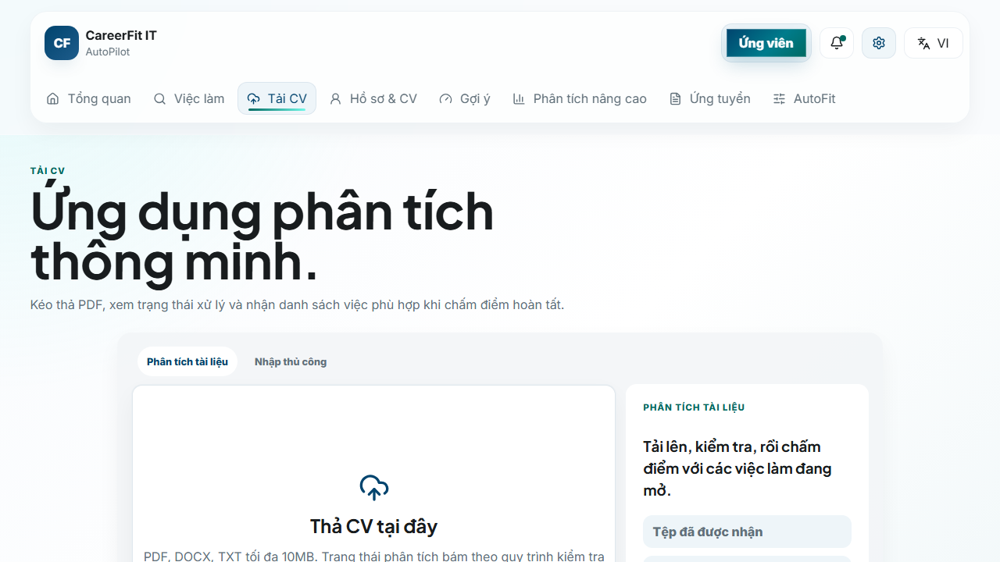 CF
CareerFit IT
AutoPilot
Ứng viên
VI
Tổng quan
Việc làm
Tải CV
Hồ sơ & CV
Gợi ý
Phân tích nâng cao
Ứng tuyển
AutoFit
TẢI CV
Ứng dụng phân tích
thông minh.
Kéo thả PDF, xem trạng thái xử lý và nhận danh sách việc phù hợp khi chấm điểm hoàn tất.
Phân tích tài liệu
Nhập thủ công
Thả CV tại đây
PDF, DOCX, TXT tối đa 10MB. Trạng thái phân tích bám theo quy trình kiểm tra
PHÂN TÍCH TÀI LIỆU
Tải lên, kiểm tra, rồi chấm
điểm với các việc làm đang
mở.
Tệp đã được nhận